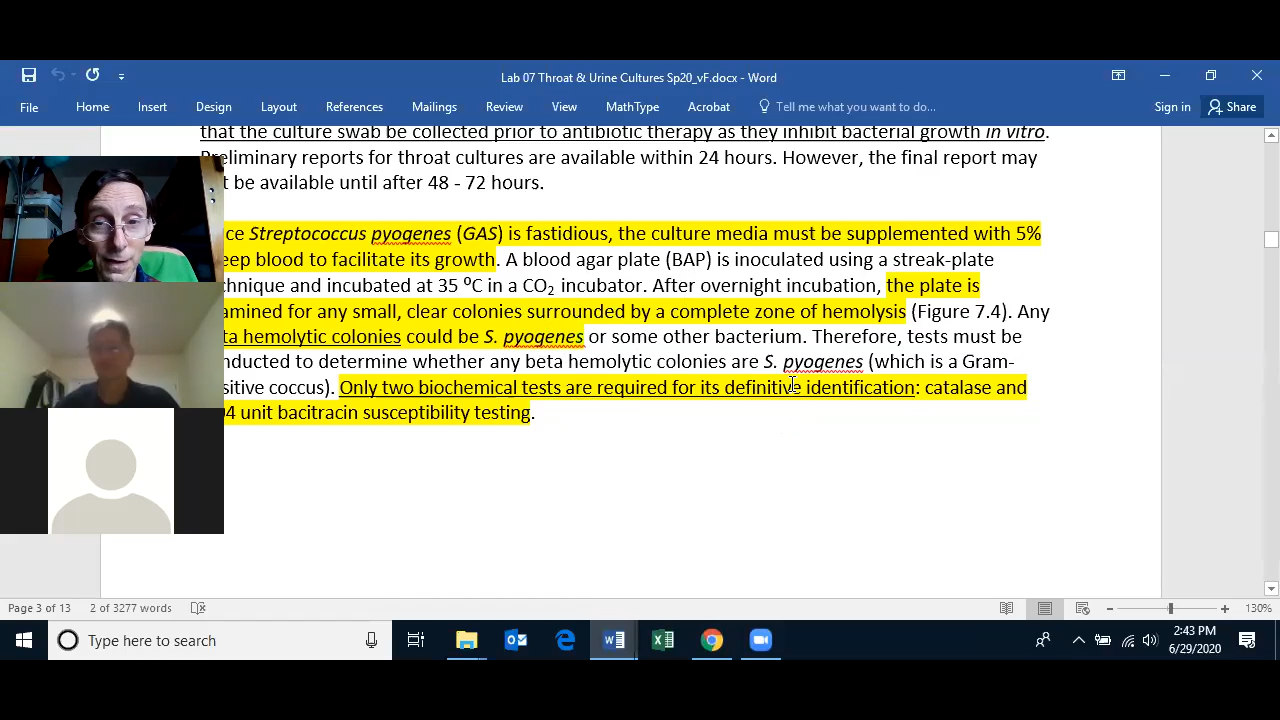 Lab 07 Throat & Urine Cultures Sp20_vF.docx - Word
File Home Insert Design Layout References Mailings Review View MathType Acrobat Tell me what you want to do... Sign in Share
that the culture swab be collected prior to antibiotic therapy as they inhibit bacterial growth in vitro.
Preliminary reports for throat cultures are available within 24 hours. However, the final report may
t be available until after 48 - 72 hours.
ce Streptococcus pyogenes (GAS) is fastidious, the culture media must be supplemented with 5%
eep blood to facilitate its growth. A blood agar plate (BAP) is inoculated using a streak-plate
chnique and incubated at 35 ⁰C in a CO₂ incubator. After overnight incubation, the plate is
amined for any small, clear colonies surrounded by a complete zone of hemolysis (Figure 7.4). Any
ta hemolytic colonies could be S. pyogenes or some other bacterium. Therefore, tests must be
nducted to determine whether any beta hemolytic colonies are S. pyogenes (which is a Gram-
sitive coccus). Only two biochemical tests are required for its definitive identification: catalase and
04 unit bacitracin susceptibility testing.
Page 3 of 13 2 of 3277 words 130%
Type here to search
2:43 PM
6/29/2020